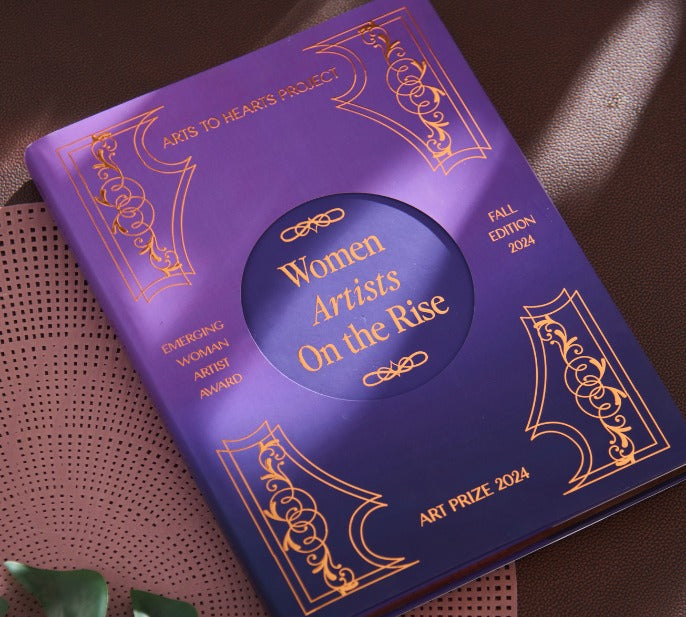 ARTS TO HEARTS PROJECT
FALL
EDITION
2024
Women
Artists
On the Rise
EMERGING
WOMAN
ARTIST
AWARD
ART PRIZE 2024